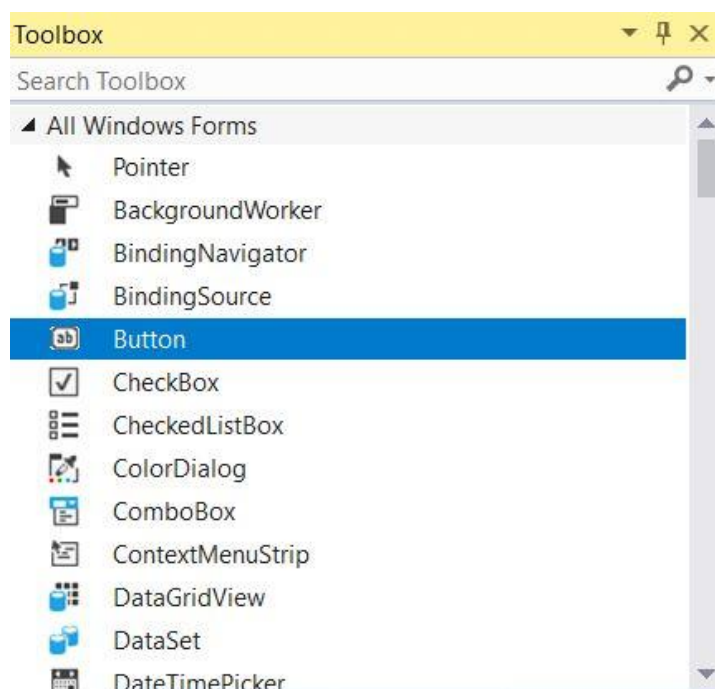 Toolbox
Search Toolbox
All Windows Forms
Pointer
BackgroundWorker
BindingNavigator
BindingSource
ab Button
CheckBox
CheckedListBox
ColorDialog
ComboBox
ContextMenuStrip
DataGridView
DataSet
DateTimePicker